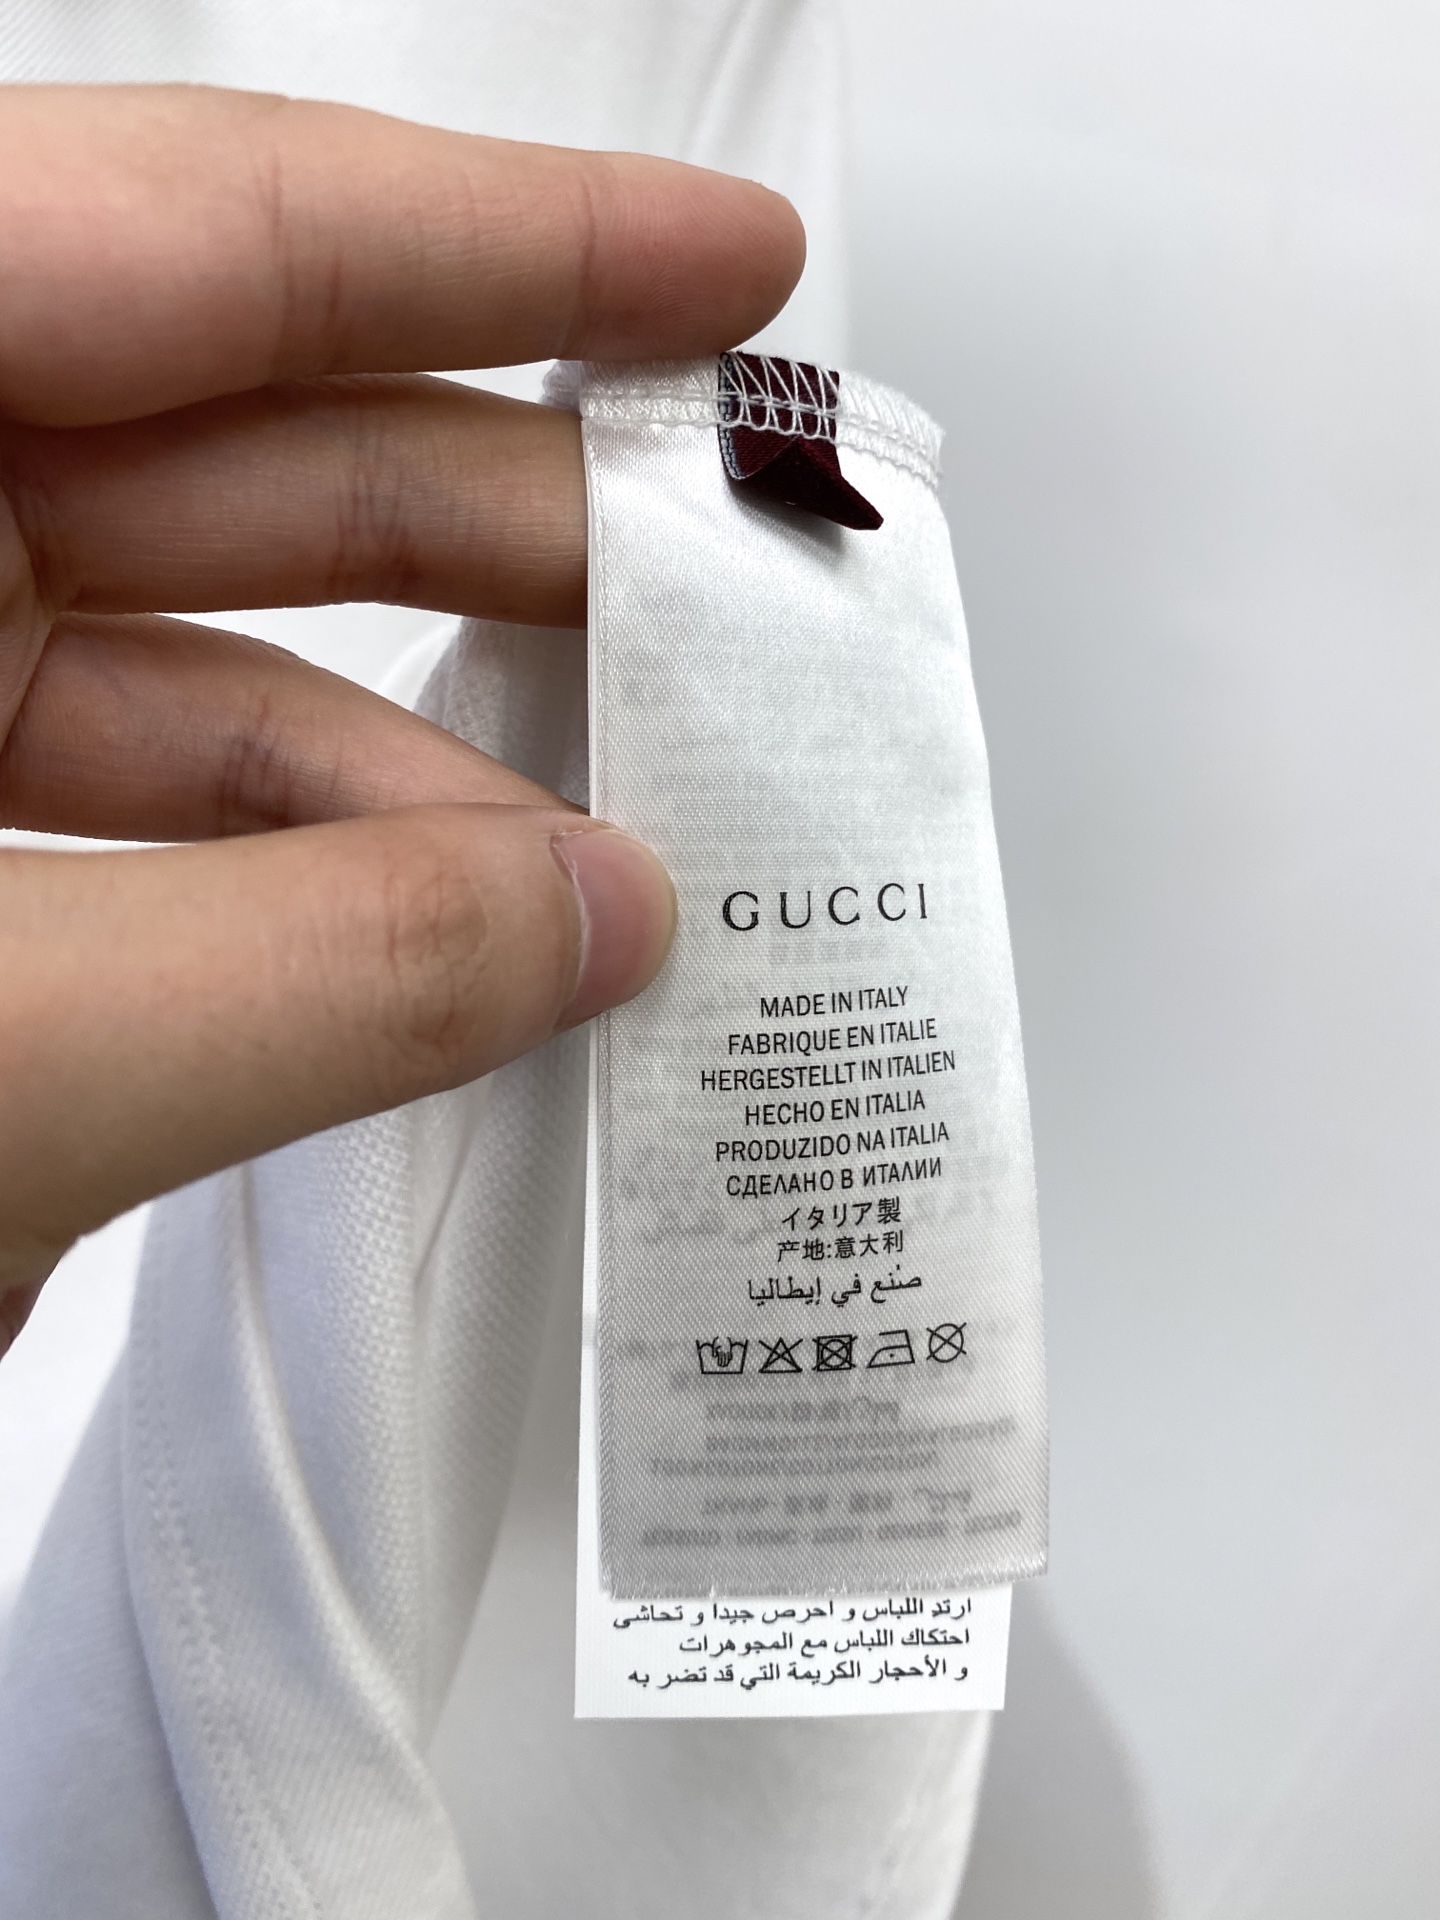 GUCCI
MADE IN ITALY
FABRIQUE EN ITALIE
HERGESTELLT IN ITALIEN
HECHO EN ITALIA
PRODUZIDO NA ITALIA
СДЕЛАНО В ИТАЛИИ
イタリア製
产地:意大利
صُنع في إيطاليا
ارتدِ اللباس و احرص جيدا و تحاشى
احتكاك اللباس مع المجوهرات
و الأحجار الكريمة التي قد تضر به